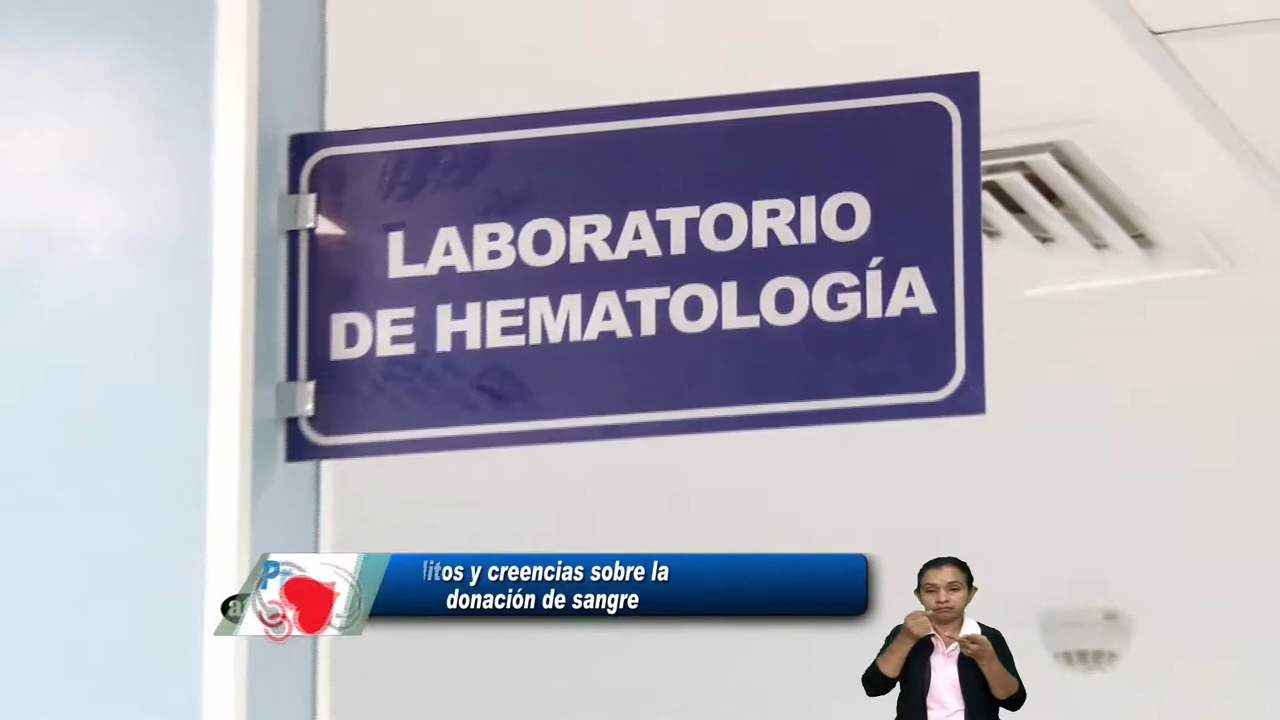 LABORATORIO
DE HEMATOLOGÍA
itos y creencias sobre la
donación de sangre